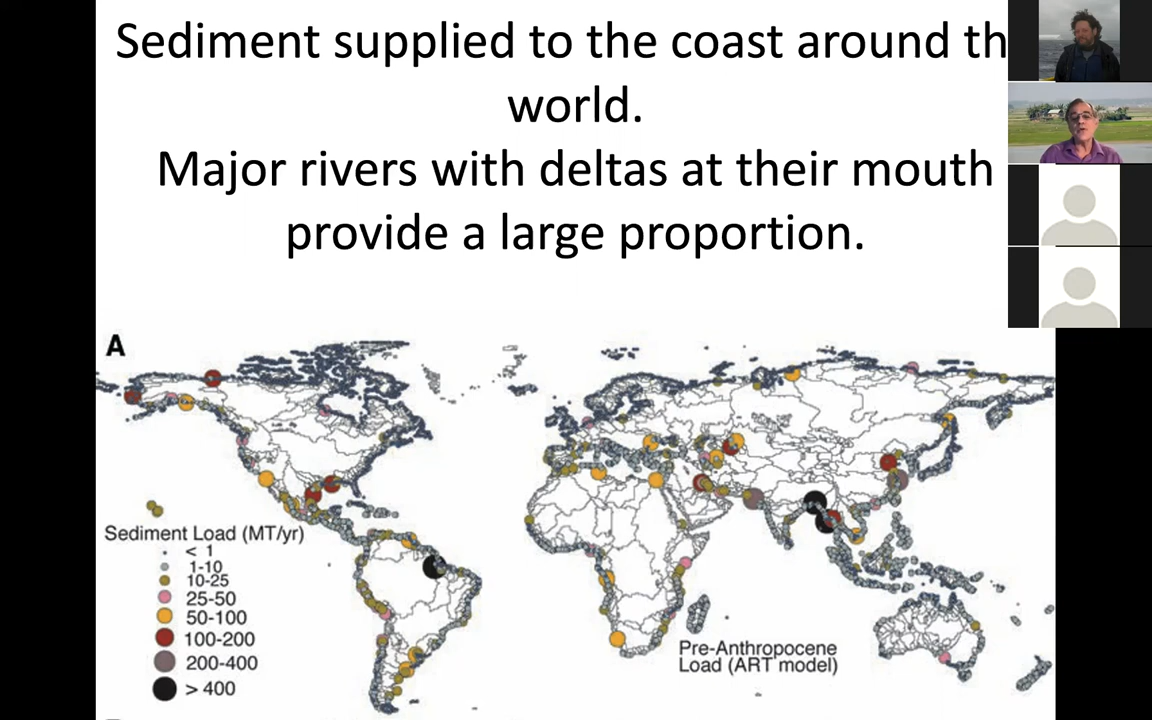 Sediment supplied to the coast around th
world.
Major rivers with deltas at their mouth
provide a large proportion.
A
Sediment Load (MT/yr)
< 1
1-10
10-25
25-50
50-100
100-200
200-400
> 400
Pre-Anthropocene
Load (ART model)